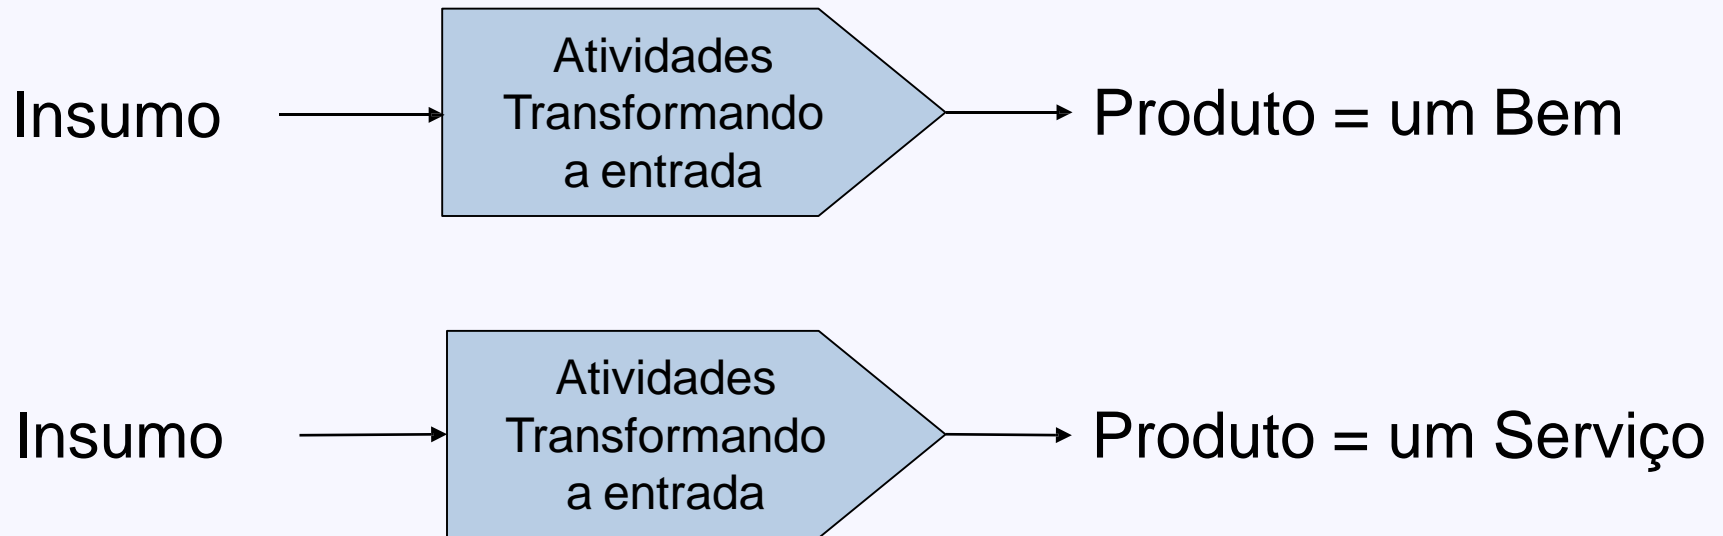 Insumo
Atividades
Transformando
a entrada
Produto = um Bem
Insumo
Atividades
Transformando
a entrada
Produto = um Serviço